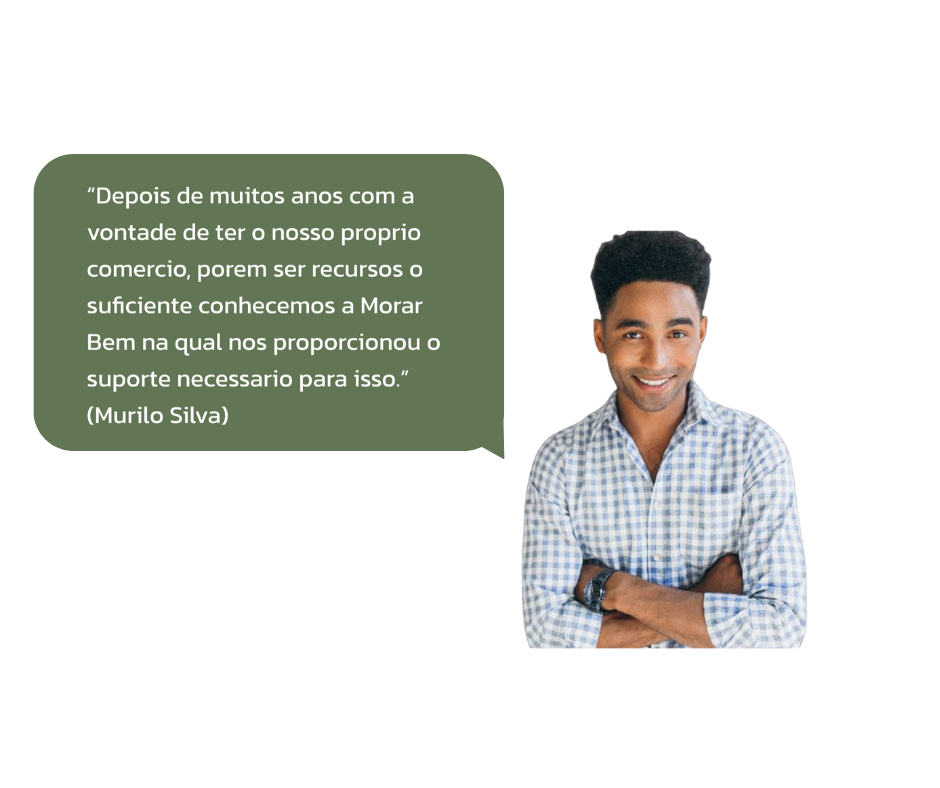 “Depois de muitos anos com a
vontade de ter o nosso proprio
comercio, porem ser recursos o
suficiente conhecemos a Morar
Bem na qual nos proporcionou o
suporte necessario para isso.”
(Murilo Silva)